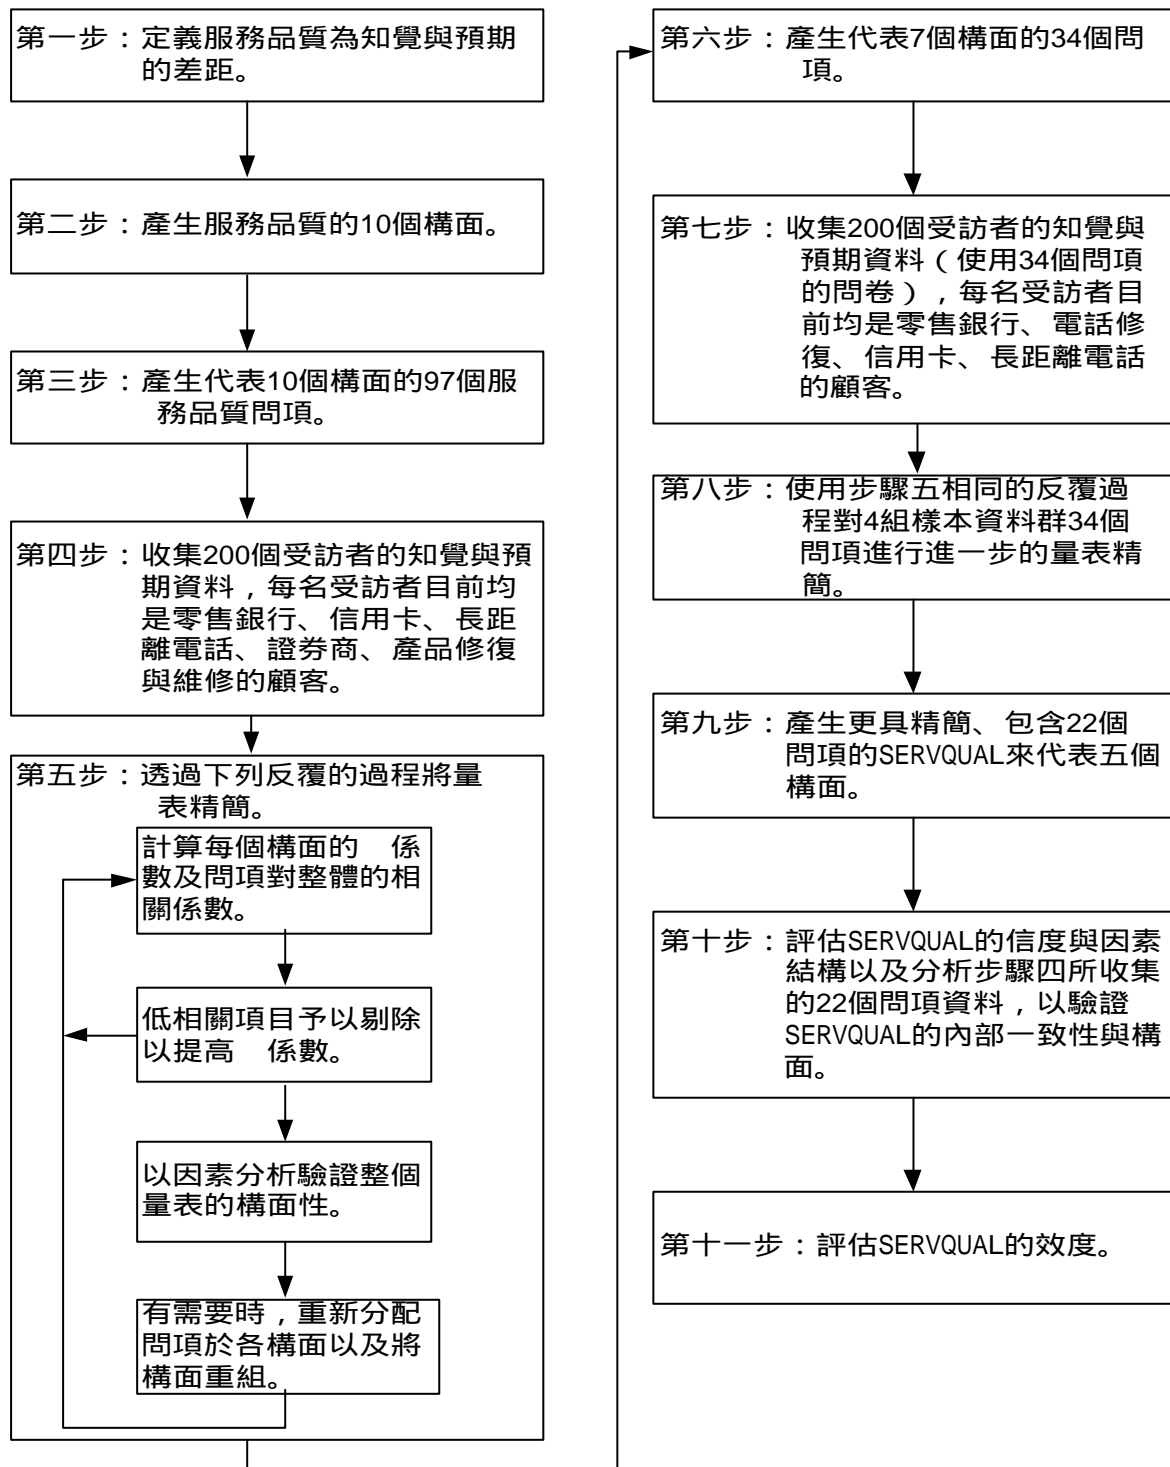 第一步：定義服務品質為知覺與預期
的差距。
第二步：產生服務品質的10個構面。
第三步：產生代表10個構面的97個服
務品質問項。
第四步：收集200個受訪者的知覺與預
期資料，每名受訪者目前均
是零售銀行、信用卡、長距
離電話、證券商、產品修復
與維修的顧客。
第五步：透過下列反覆的過程將量
表精簡。
計算每個構面的　係
數及問項對整體的相
關係數。
低相關項目予以剔除
以提高　係數。
以因素分析驗證整個
量表的構面性。
有需要時，重新分配
問項於各構面以及將
構面重組。
第六步：產生代表7個構面的34個問
項。
第七步：收集200個受訪者的知覺與
預期資料（使用34個問項
的問卷），每名受訪者目
前均是零售銀行、電話修
復、信用卡、長距離電話
的顧客。
第八步：使用步驟五相同的反覆過
程對4組樣本資料群34個
問項進行進一步的量表精
簡。
第九步：產生更具精簡、包含22個
問項的SERVQUAL來代表五個
構面。
第十步：評估SERVQUAL的信度與因素
結構以及分析步驟四所收集
的22個問項資料，以驗證
SERVQUAL的內部一致性與構
面。
第十一步：評估SERVQUAL的效度。